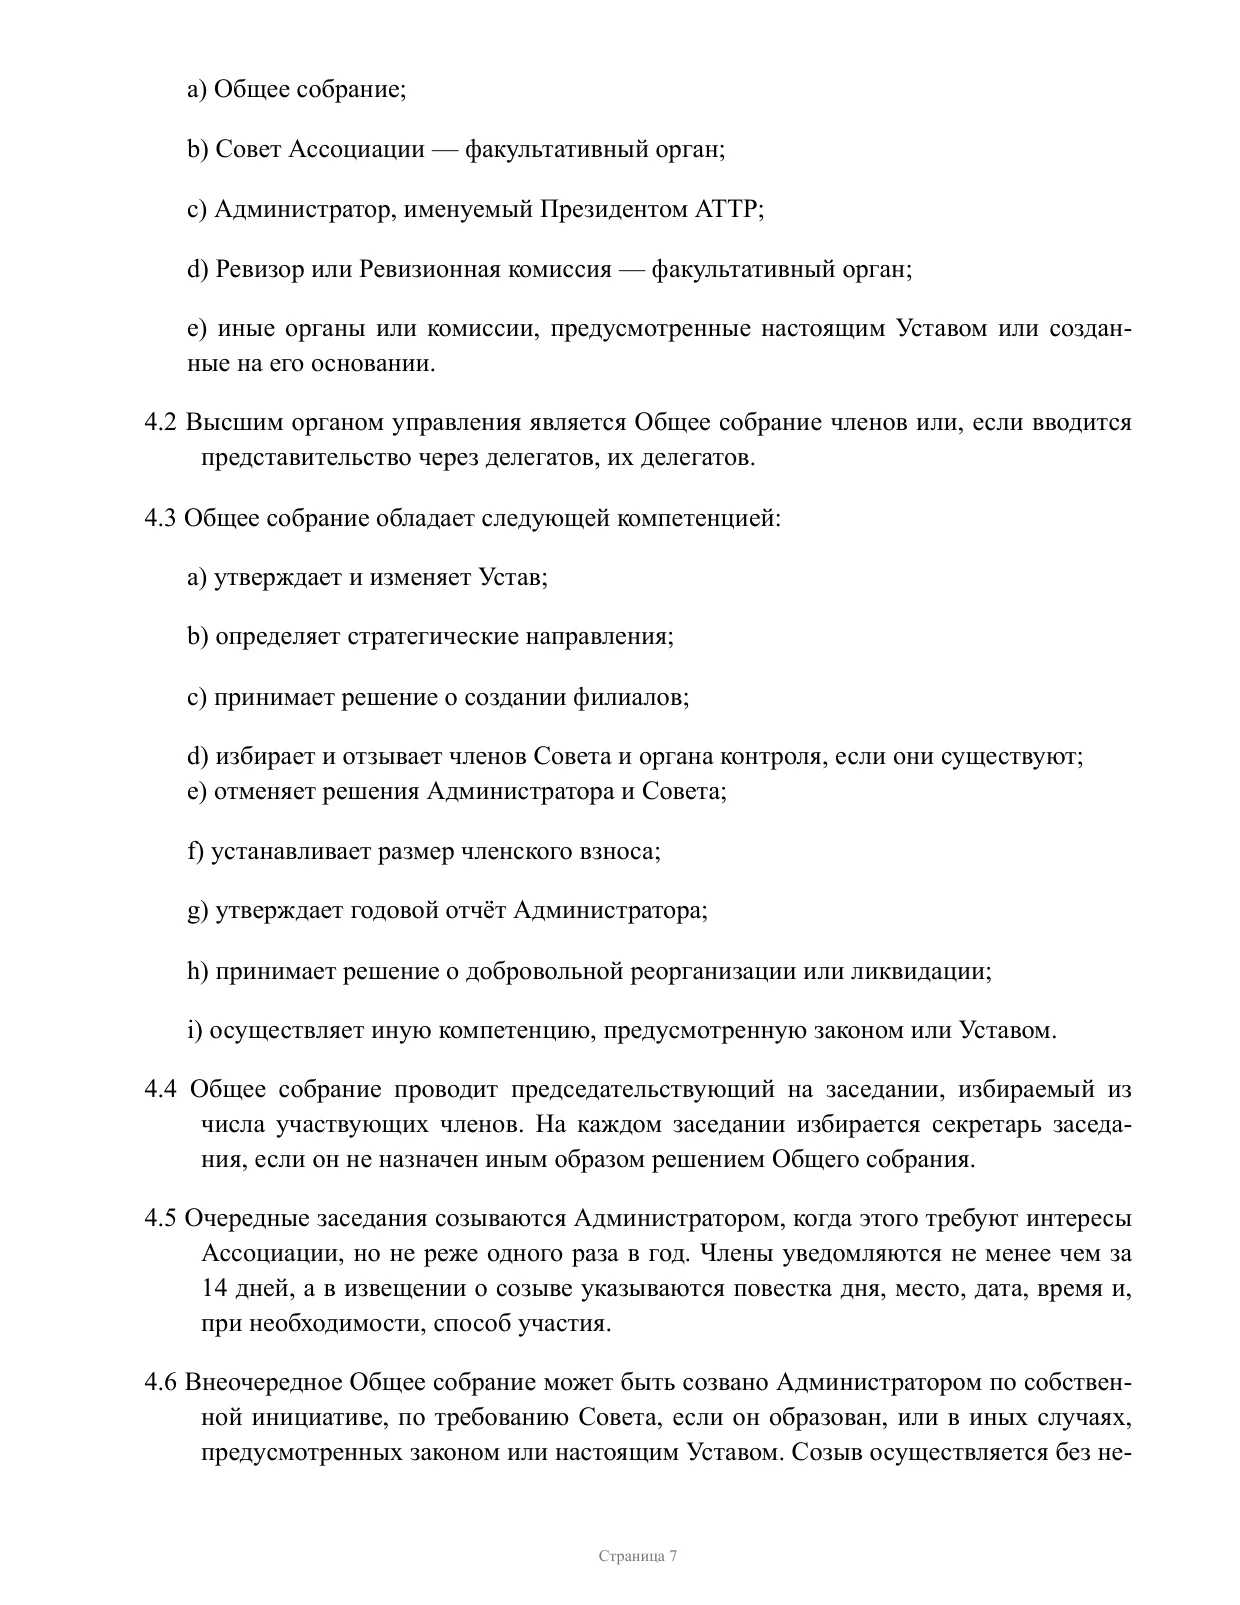 a) Общее собрание;
b) Совет Ассоциации — факультативный орган;
c) Администратор, именуемый Президентом АТТР;
d) Ревизор или Ревизионная комиссия — факультативный орган;
e) иные органы или комиссии, предусмотренные настоящим Уставом или создан-
ные на его основании.
4.2 Высшим органом управления является Общее собрание членов или, если вводится
представительство через делегатов, их делегатов.
4.3 Общее собрание обладает следующей компетенцией:
a) утверждает и изменяет Устав;
b) определяет стратегические направления;
c) принимает решение о создании филиалов;
d) избирает и отзывает членов Совета и органа контроля, если они существуют;
e) отменяет решения Администратора и Совета;
f) устанавливает размер членского взноса;
g) утверждает годовой отчёт Администратора;
h) принимает решение о добровольной реорганизации или ликвидации;
i) осуществляет иную компетенцию, предусмотренную законом или Уставом.
4.4 Общее собрание проводит председательствующий на заседании, избираемый из
числа участвующих членов. На каждом заседании избирается секретарь заседа-
ния, если он не назначен иным образом решением Общего собрания.
4.5 Очередные заседания созываются Администратором, когда этого требуют интересы
Ассоциации, но не реже одного раза в год. Члены уведомляются не менее чем за
14 дней, а в извещении о созыве указываются повестка дня, место, дата, время и,
при необходимости, способ участия.
4.6 Внеочередное Общее собрание может быть созвано Администратором по собствен-
ной инициативе, по требованию Совета, если он образован, или в иных случаях,
предусмотренных законом или настоящим Уставом. Созыв осуществляется без не-
Страница 7